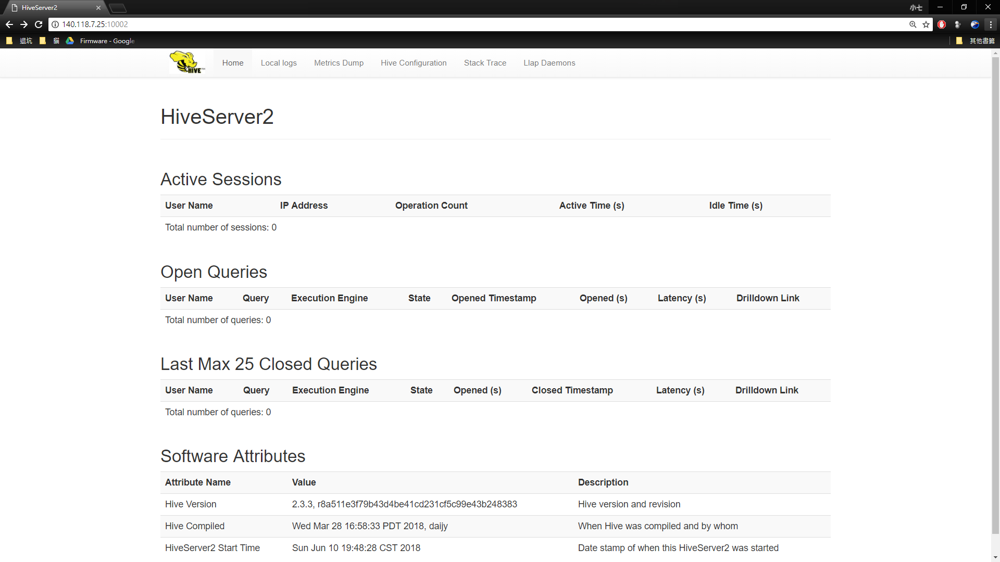 HiveServer2
小七
140.118.7.25:10002
退坑 貓 Firmware - Google
其他書籤
HIVE TM
Home Local logs Metrics Dump Hive Configuration Stack Trace Llap Daemons
HiveServer2
Active Sessions
User Name IP Address Operation Count Active Time (s) Idle Time (s)
Total number of sessions: 0
Open Queries
User Name Query Execution Engine State Opened Timestamp Opened (s) Latency (s) Drilldown Link
Total number of queries: 0
Last Max 25 Closed Queries
User Name Query Execution Engine State Opened (s) Closed Timestamp Latency (s) Drilldown Link
Total number of queries: 0
Software Attributes
Attribute Name Value Description
Hive Version 2.3.3, r8a511e3f79b43d4be41cd231cf5c99e43b248383 Hive version and revision
Hive Compiled Wed Mar 28 16:58:33 PDT 2018, daijy When Hive was compiled and by whom
HiveServer2 Start Time Sun Jun 10 19:48:28 CST 2018 Date stamp of when this HiveServer2 was started